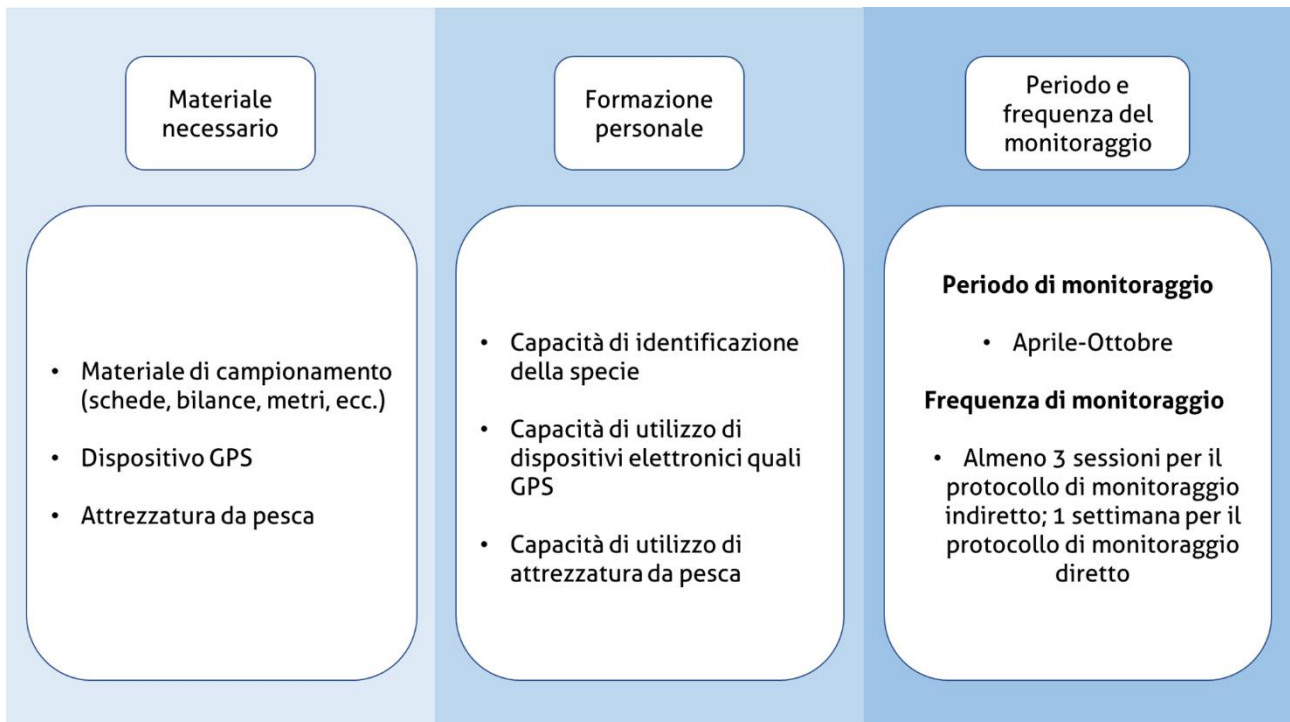 Materiale
necessario
• Materiale di campionamento
(schede, bilance, metri, ecc.)
• Dispositivo GPS
• Attrezzatura da pesca
Formazione
personale
• Capacità di identificazione
della specie
• Capacità di utilizzo di
dispositivi elettronici quali
GPS
• Capacità di utilizzo di
attrezzatura da pesca
Periodo e
frequenza del
monitoraggio
Periodo di monitoraggio
• Aprile-Ottobre
Frequenza di monitoraggio
• Almeno 3 sessioni per il
protocollo di monitoraggio
indiretto; 1 settimana per il
protocollo di monitoraggio
diretto